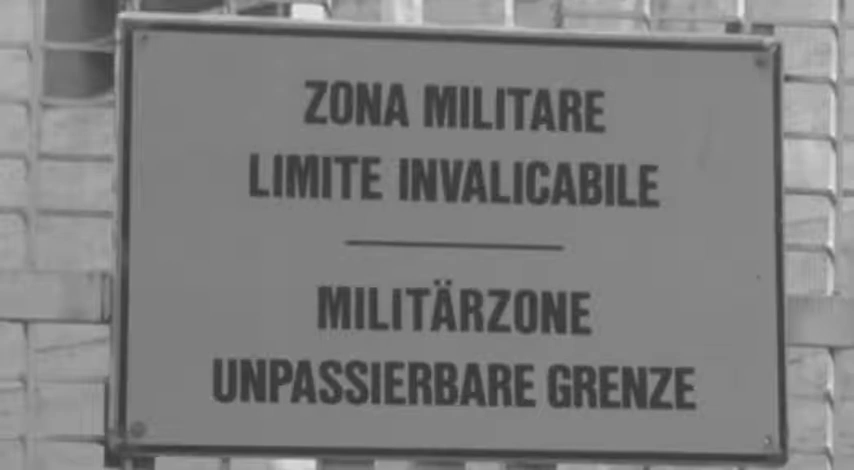 ZONA MILITARE
LIMITE INVALICABILE
MILITÄRZONE
UNPASSIERBARE GRENZE